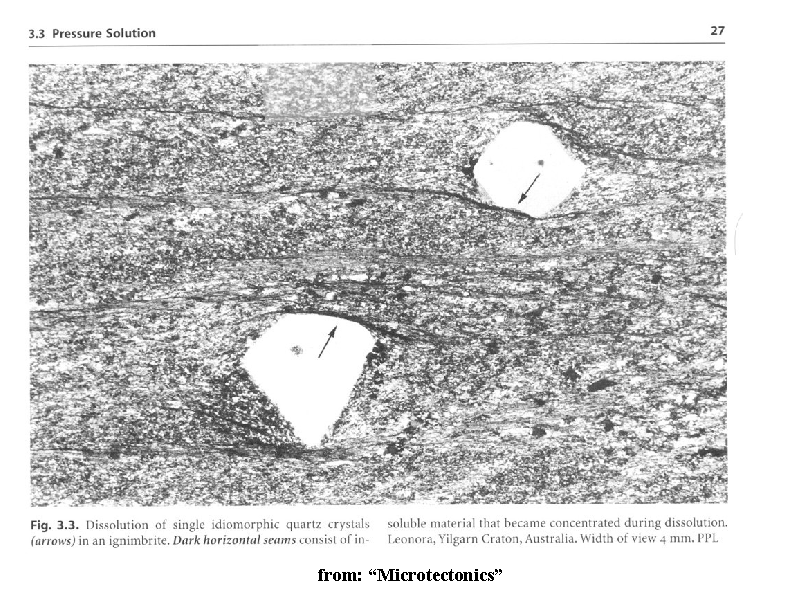 3.3 Pressure Solution
27
Fig. 3.3. Dissolution of single idiomorphic quartz crystals
(arrows) in an ignimbrite. Dark horizontal seams consist of in-
soluble material that became concentrated during dissolution.
Leonora, Yilgarn Craton, Australia. Width of view 4 mm. PPL
from: “Microtectonics”